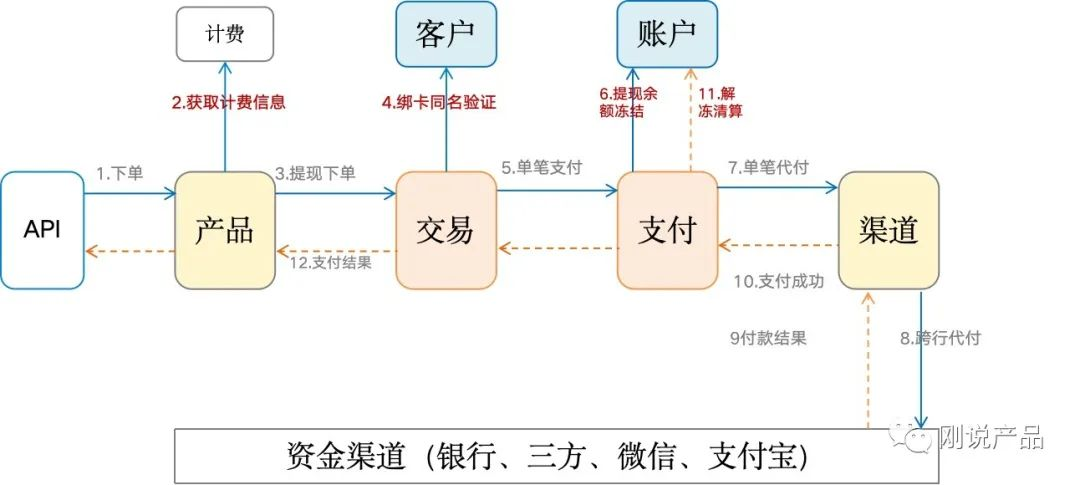 计费
客户
账户
2.获取计费信息
4.绑卡同名验证
6.提现余
额冻结
11.解
冻清算
1.下单
3.提现下单
5.单笔支付
7.单笔代付
API
产品
交易
支付
渠道
12.支付结果
10.支付成功
9付款结果
8.跨行代付
刚说产品
资金渠道（银行、三方、微信、支付宝）